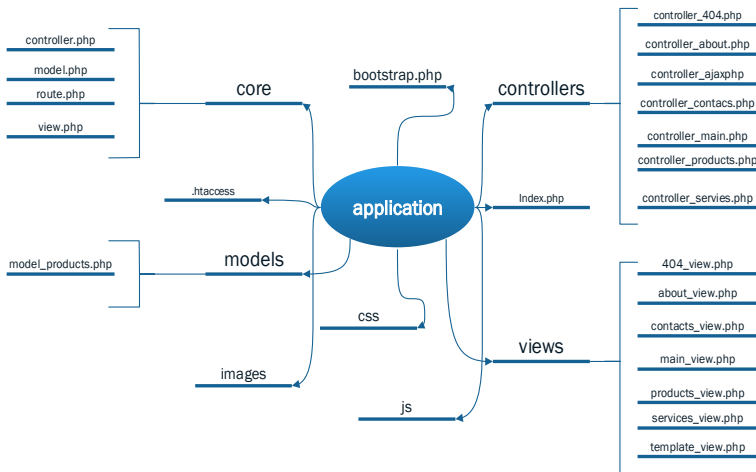 controller.php
model.php
route.php
view.php
core
bootstrap.php
controllers
controller_404.php
controller_about.php
controller_ajaxphp
controller_contacs.php
controller_main.php
controller_products.php
controller_servies.php
.htaccess
application
Index.php
model_products.php
models
css
images
js
views
404_view.php
about_view.php
contacts_view.php
main_view.php
products_view.php
services_view.php
template_view.php